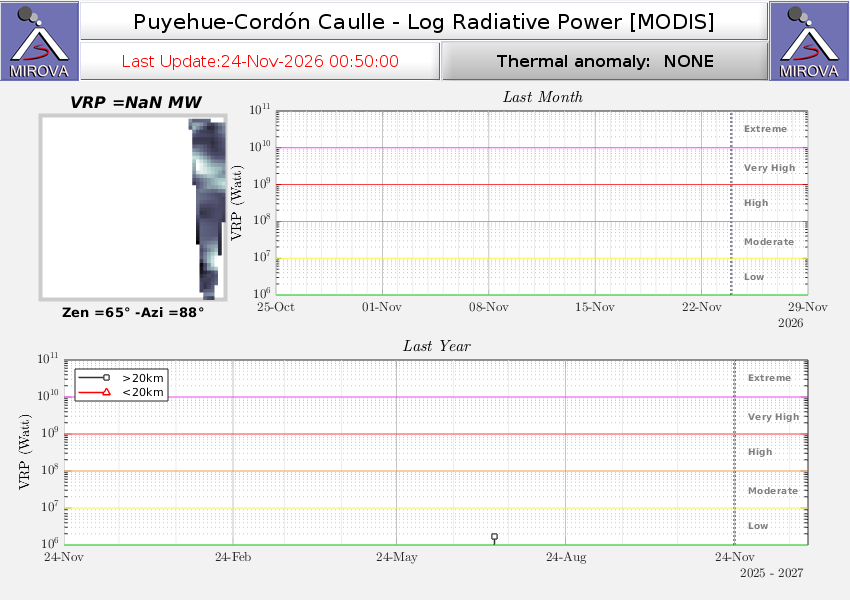 MIROVA
Puyehue-Cordón Caulle - Log Radiative Power [MODIS]
Last Update:24-Nov-2026 00:50:00
Thermal anomaly: NONE
MIROVA
VRP =NaN MW
Zen =65° -Azi =88°
Last Month
VRP (Watt)
10¹¹
10¹⁰
10⁹
10⁸
10⁷
10⁶
Extreme
Very High
High
Moderate
Low
25-Oct 01-Nov 08-Nov 15-Nov 22-Nov 29-Nov
2026
Last Year
VRP (Watt)
10¹¹
10¹⁰
10⁹
10⁸
10⁷
10⁶
>20km
<20km
Extreme
Very High
High
Moderate
Low
24-Nov 24-Feb 24-May 24-Aug 24-Nov
2025 - 2027